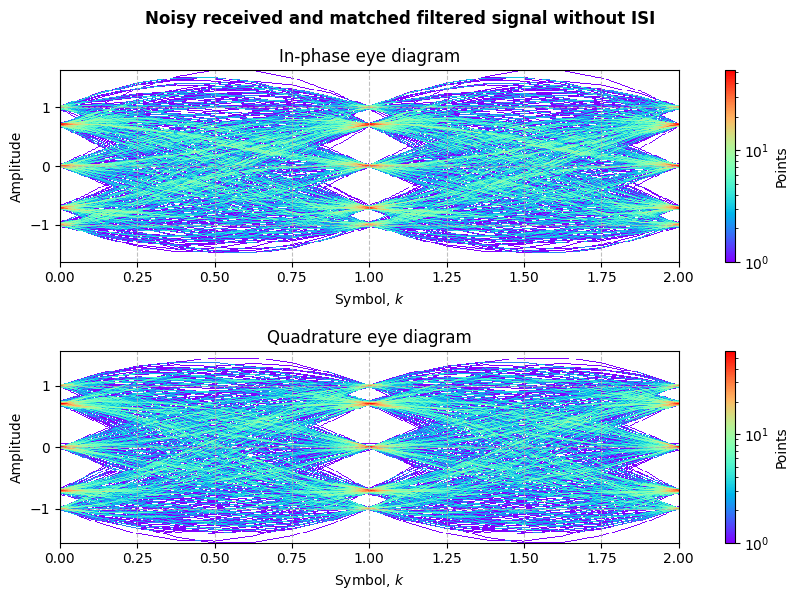 Noisy received and matched filtered signal without ISI
In-phase eye diagram
Amplitude
1
0
−1
0.00 0.25 0.50 0.75 1.00 1.25 1.50 1.75 2.00
Symbol, k
10¹
10⁰
Points
Quadrature eye diagram
Amplitude
1
0
−1
0.00 0.25 0.50 0.75 1.00 1.25 1.50 1.75 2.00
Symbol, k
10¹
10⁰
Points